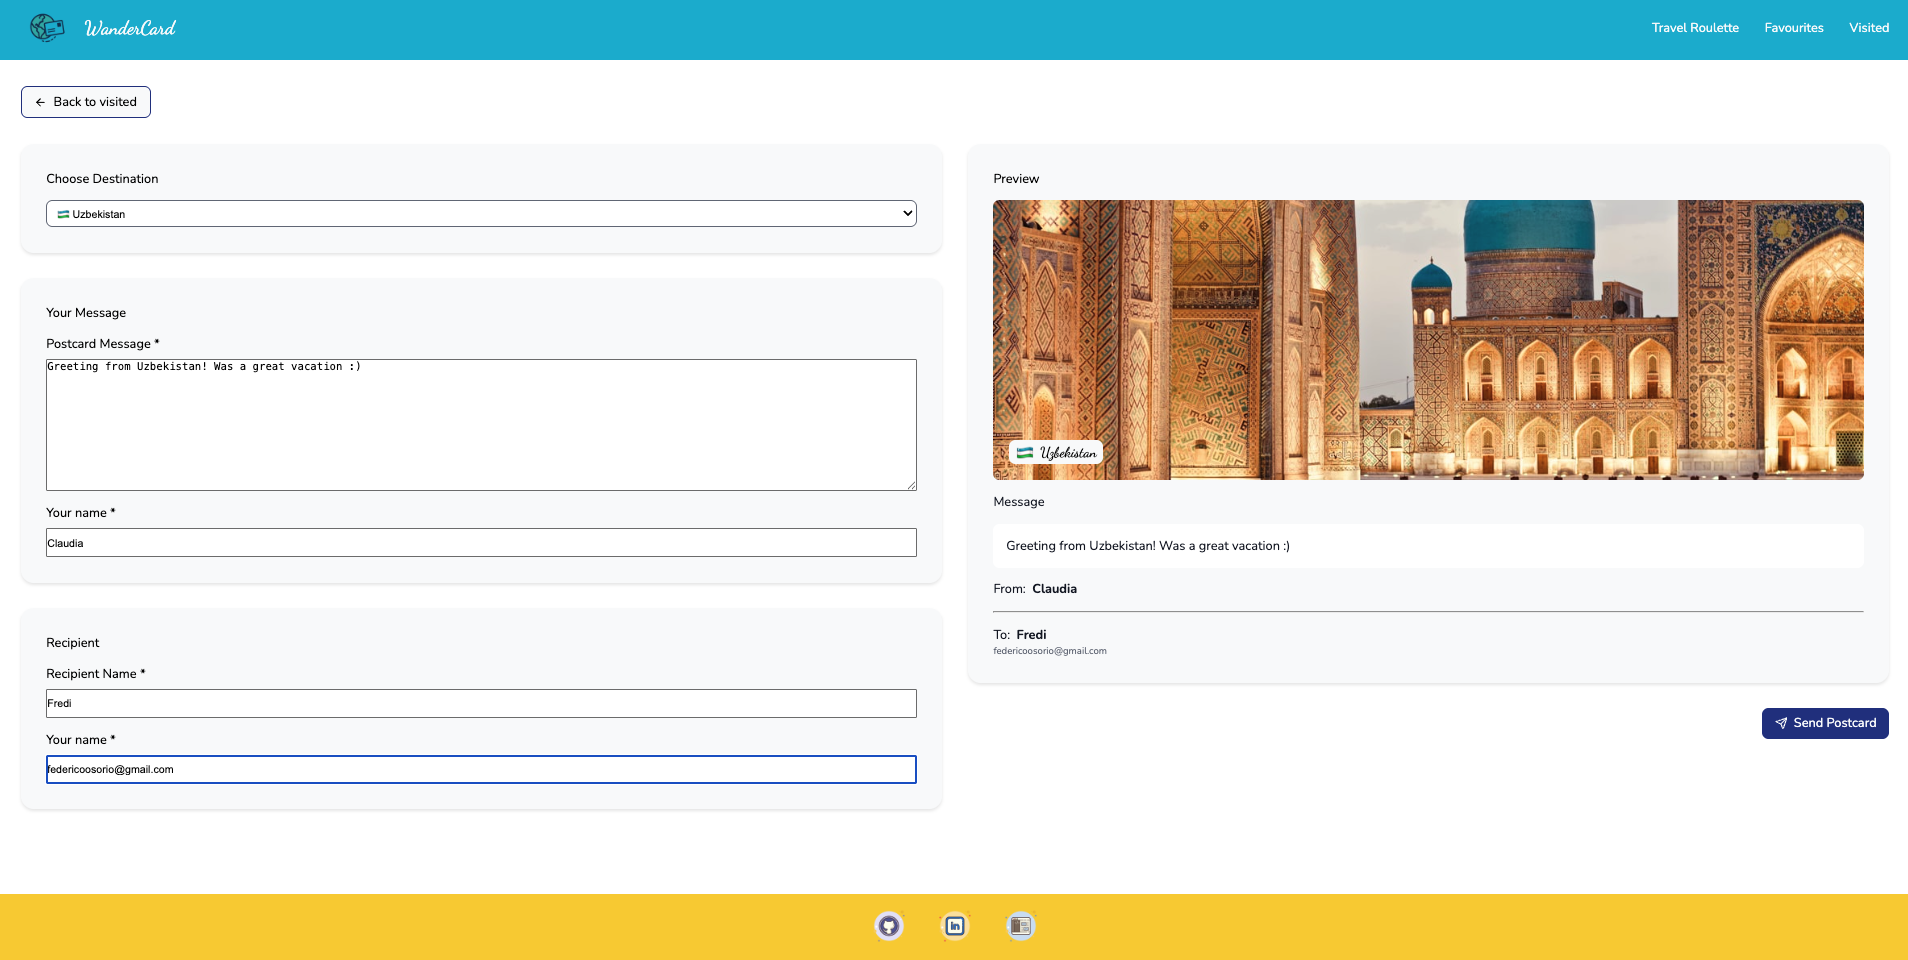 WanderCard
Travel Roulette Favourites Visited
← Back to visited
Choose Destination
Uzbekistan
Your Message
Postcard Message *
Greeting from Uzbekistan! Was a great vacation :)
Your name *
Claudia
Recipient
Recipient Name *
Fredi
Your name *
federicoosorio@gmail.com
Preview
Uzbekistan
Message
Greeting from Uzbekistan! Was a great vacation :)
From: Claudia
To: Fredi
federicoosorio@gmail.com
Send Postcard
in